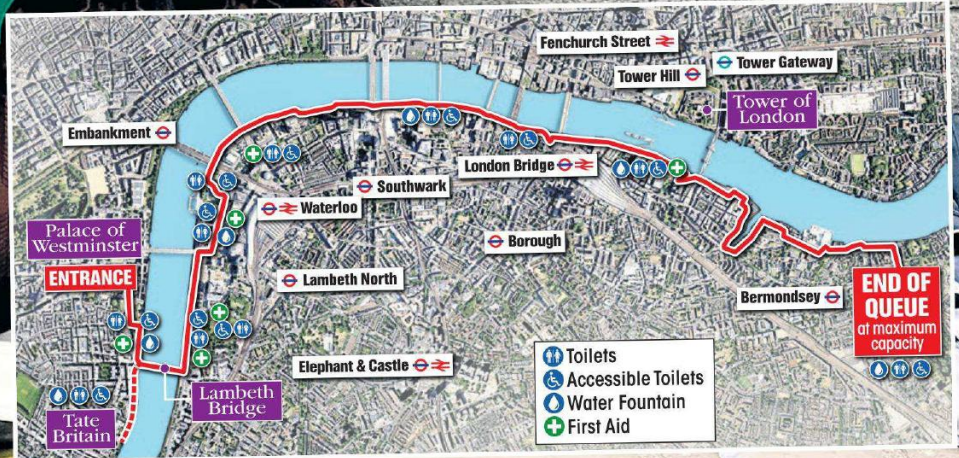 Fenchurch Street
Tower Hill
Tower Gateway
Tower of
London
Embankment
London Bridge
Southwark
Waterloo
Palace of
Westminster
Borough
ENTRANCE
Lambeth North
END OF
QUEUE
at maximum
capacity
Bermondsey
Elephant & Castle
Toilets
Accessible Toilets
Water Fountain
First Aid
Lambeth
Bridge
Tate
Britain